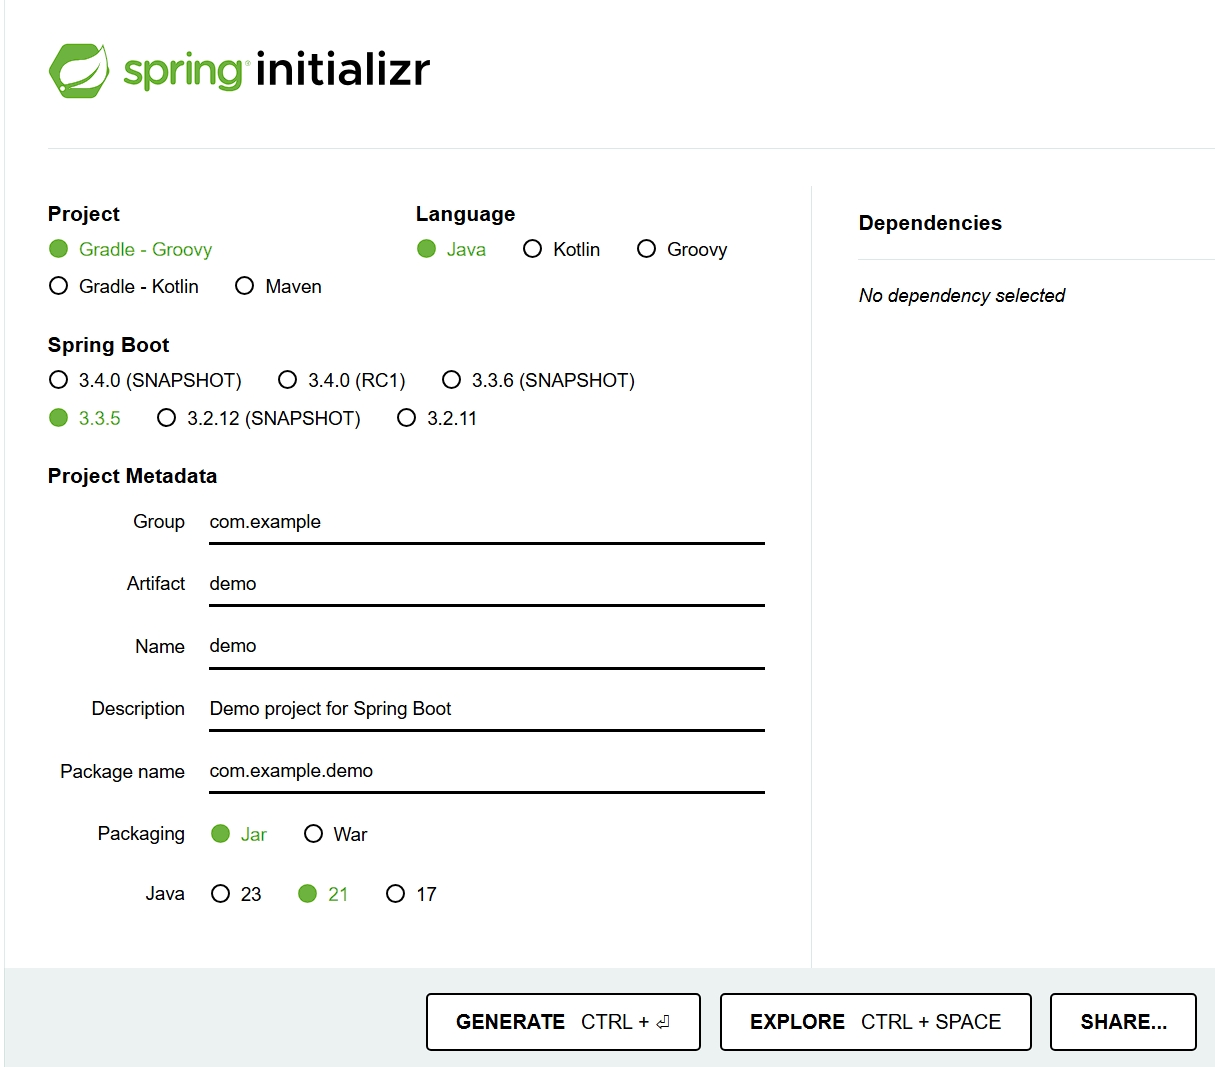 spring initializr
Project
Gradle - Groovy
Gradle - Kotlin Maven
Language
Java Kotlin Groovy
Spring Boot
3.4.0 (SNAPSHOT) 3.4.0 (RC1) 3.3.6 (SNAPSHOT)
3.3.5 3.2.12 (SNAPSHOT) 3.2.11
Project Metadata
Group com.example
Artifact demo
Name demo
Description Demo project for Spring Boot
Package name com.example.demo
Packaging Jar War
Java 23 21 17
Dependencies
No dependency selected
GENERATE CTRL + ⏎ EXPLORE CTRL + SPACE SHARE...